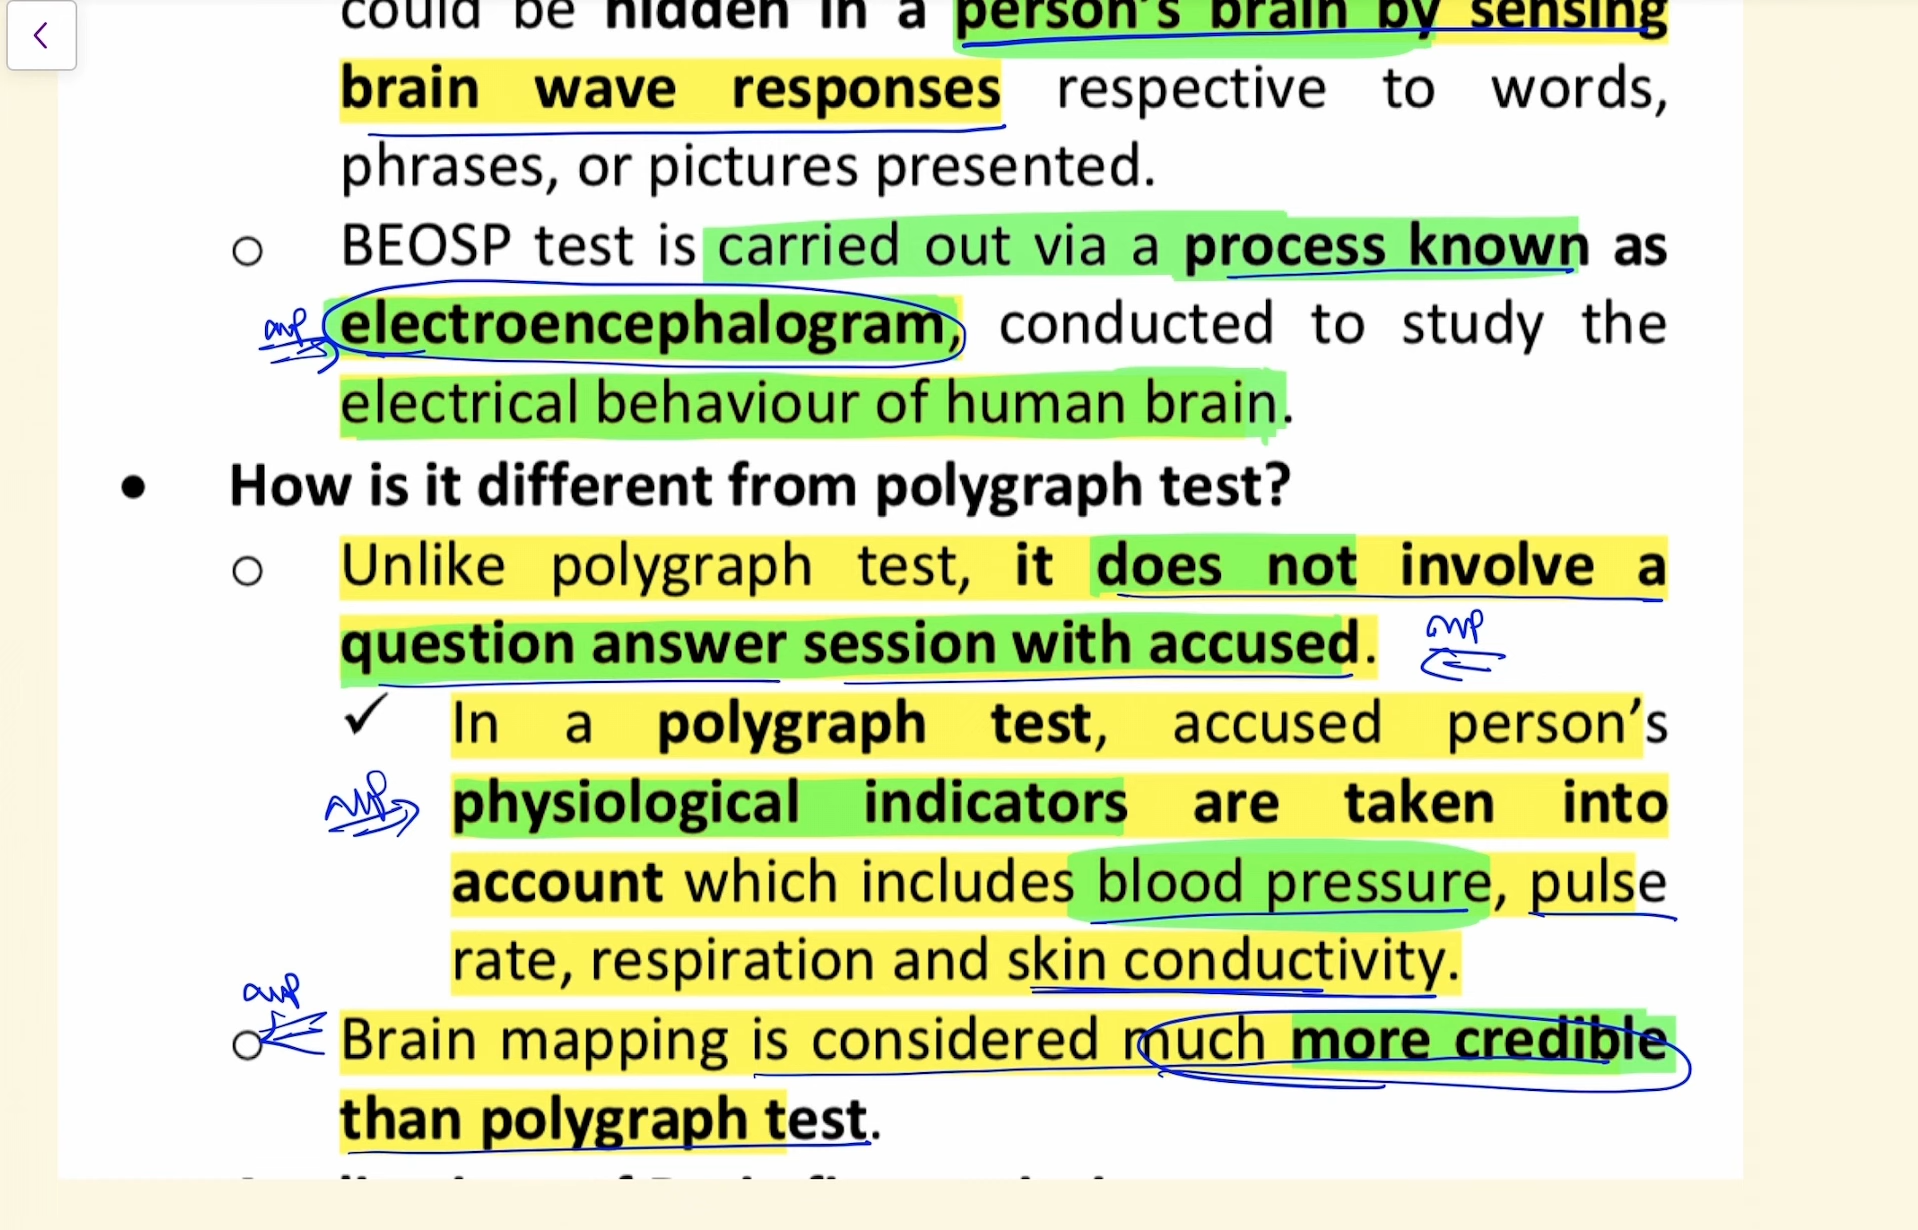 could be hidden in a person's brain by sensing
brain wave responses respective to words,
phrases, or pictures presented.
○ BEOSP test is carried out via a process known as
imp electroencephalogram, conducted to study the
electrical behaviour of human brain.
• How is it different from polygraph test?
○ Unlike polygraph test, it does not involve a
question answer session with accused. imp
✓ In a polygraph test, accused person’s
imp physiological indicators are taken into
account which includes blood pressure, pulse
rate, respiration and skin conductivity.
imp
○ Brain mapping is considered much more credible
than polygraph test.